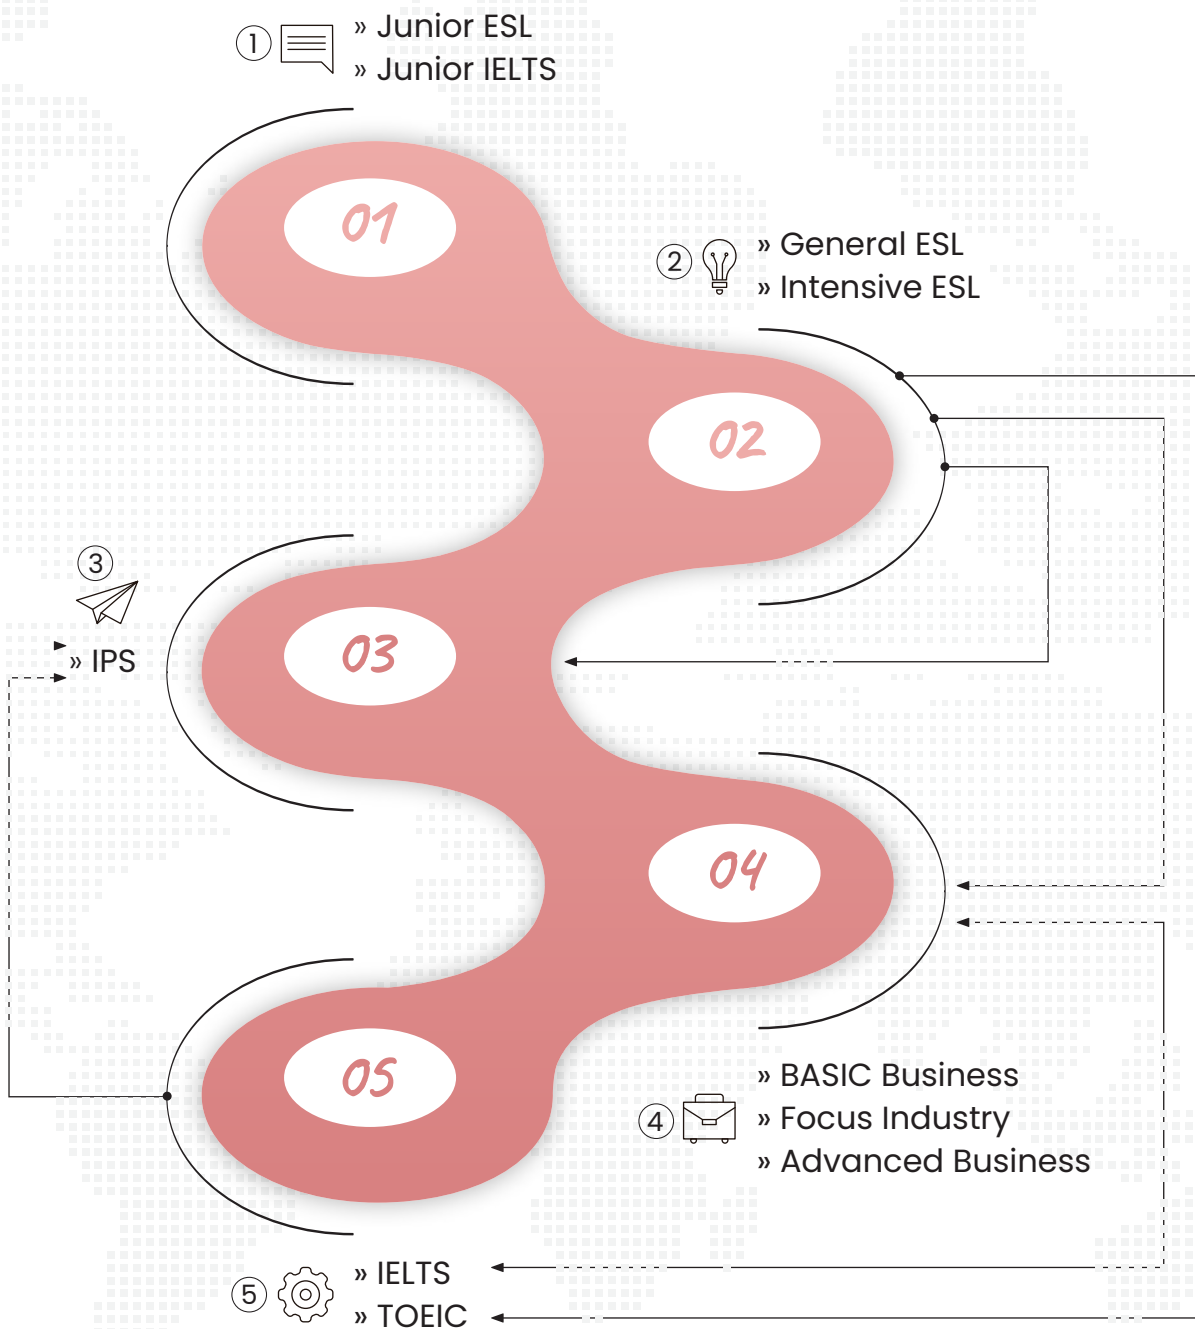 ① » Junior ESL
» Junior IELTS
01
② » General ESL
» Intensive ESL
02
③
» IPS
03
04
④ » BASIC Business
» Focus Industry
» Advanced Business
05
⑤ » IELTS
» TOEIC